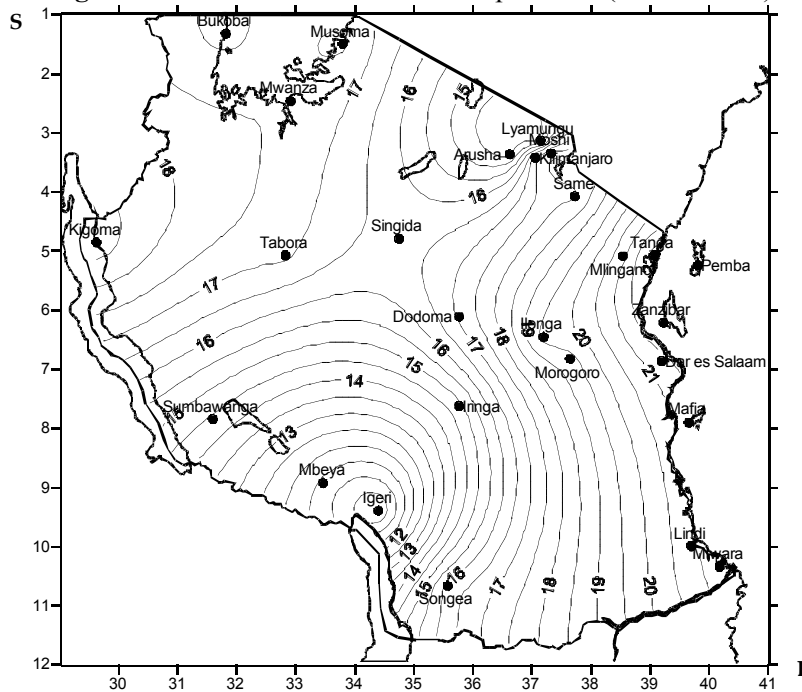 S
1
2
3
4
5
6
7
8
9
10
11
12
30
31
32
33
34
35
36
37
38
39
40
41
Bukoba
Musoma
Mwanza
17
16
15
Lyamungu
Moshi
Arusha
Kilimanjaro
18
16
Same
Kigoma
Tabora
Singida
Tanga
Mlingano
Pemba
17
Dodoma
Zanzibar
16
16
17
18
19
Ilonga
20
15
Morogoro
Dar es Salaam
21
14
Sumbawanga
15
Iringa
Mafia
13
Mbeya
Igeri
12
13
14
15
16
Songea
17
18
19
20
Lindi
Mtwara